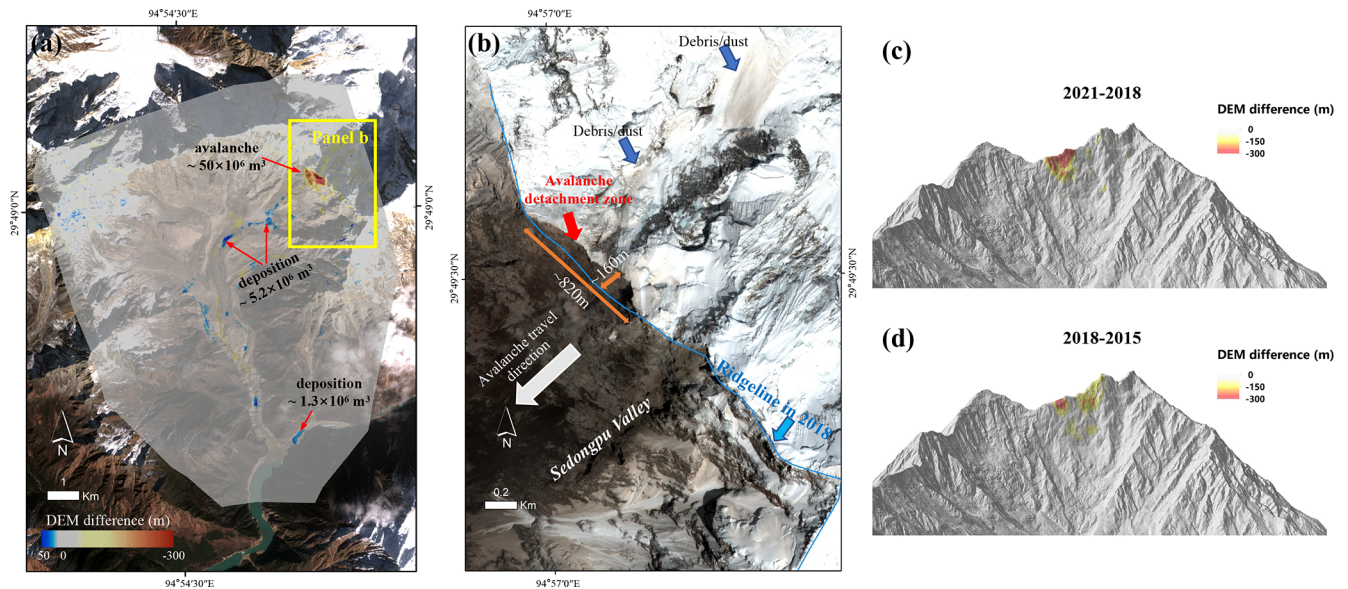 94°54′30″E
(a)
Panel b
avalanche
~ 50×10⁶ m³
29°49′0″N
29°49′0″N
deposition
~ 5.2×10⁶ m³
deposition
~ 1.3×10⁶ m³
N
1
Km
DEM difference (m)
50
0
-300
94°54′30″E
94°57′0″E
(b)
Debris/dust
Debris/dust
Avalanche
detachment zone
~160m
~820m
29°49′30″N
29°49′30″N
Avalanche travel
direction
N
Ridgeline in 2018
Sedongpu Valley
0.2
Km
94°57′0″E
(c)
2021-2018
DEM difference (m)
0
-150
-300
(d)
2018-2015
DEM difference (m)
0
-150
-300